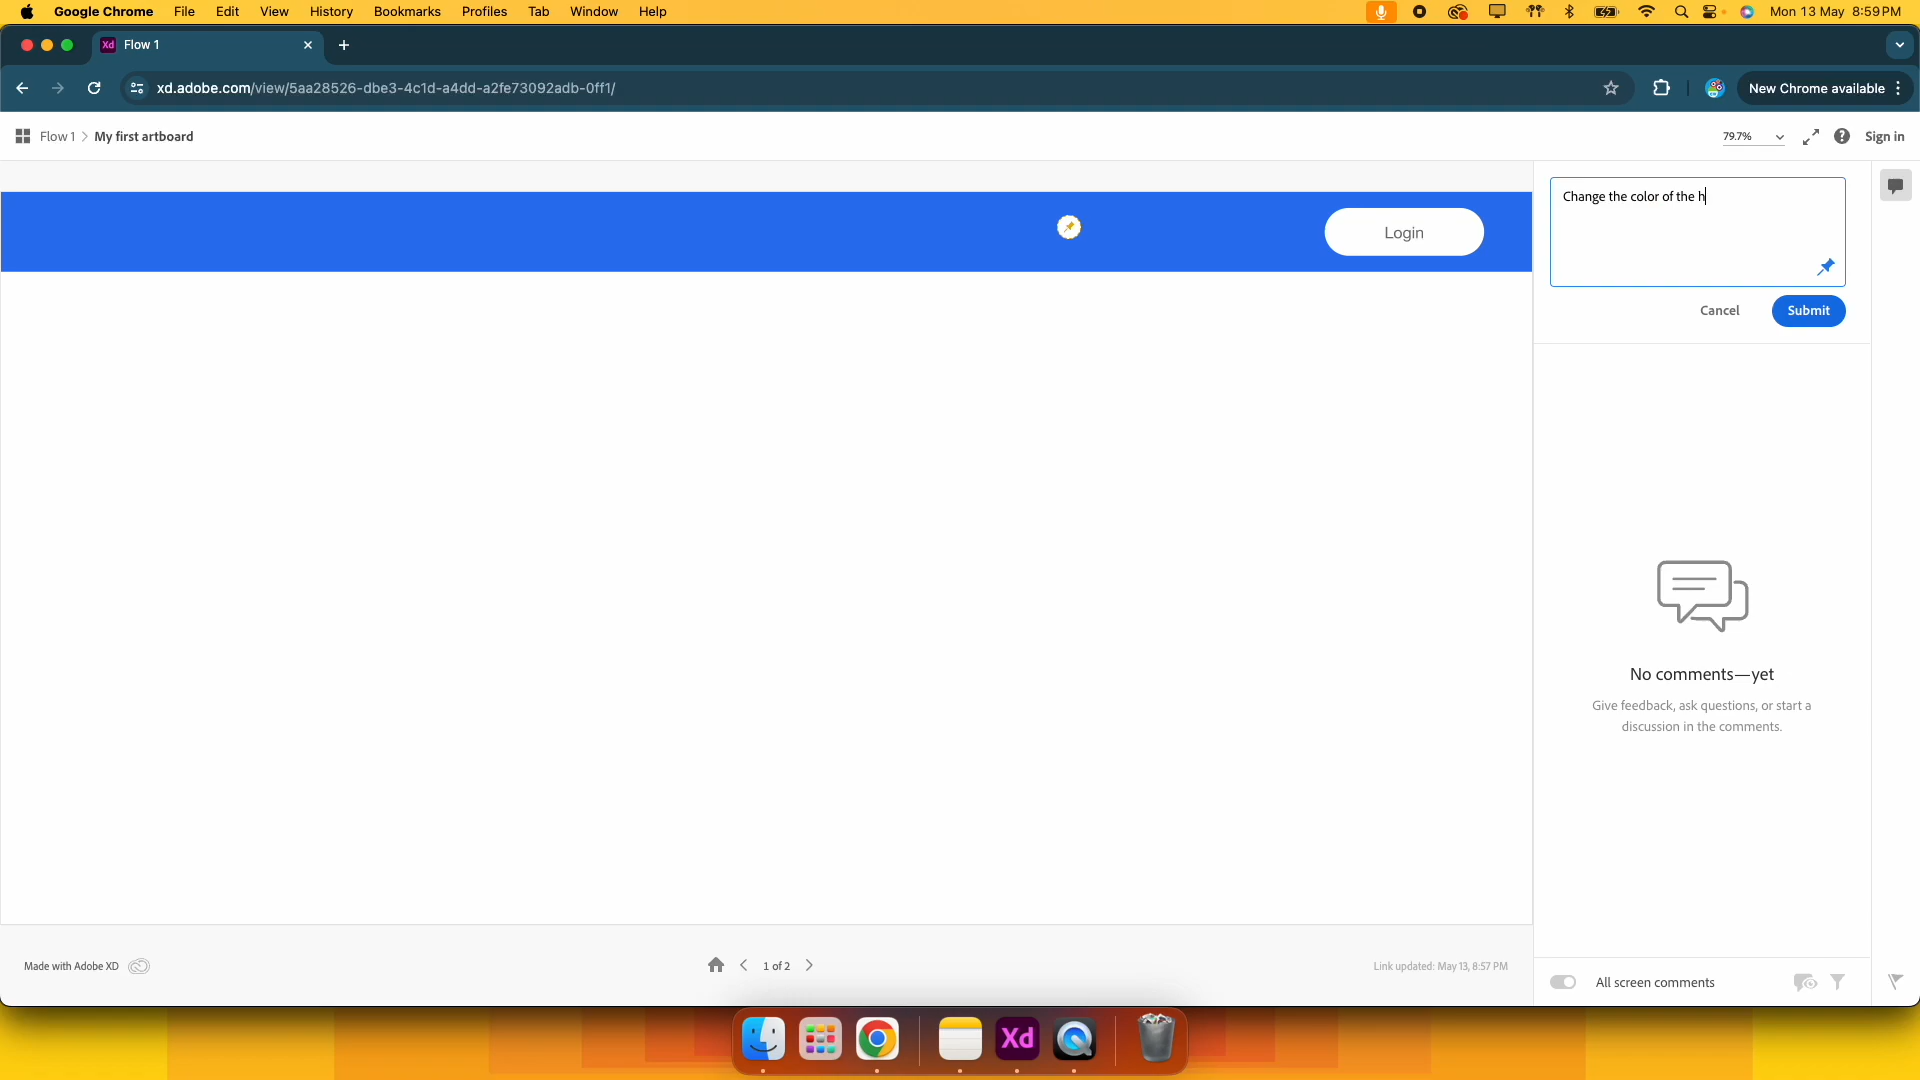 Google Chrome File Edit View History Bookmarks Profiles Tab Window Help Mon 13 May 8:59 PM
Xd Flow 1
xd.adobe.com/view/5aa28526-dbe3-4c1d-a4dd-a2fe73092adb-0ff1/ New Chrome available
Flow 1 > My first artboard 79.7% Sign in
Change the color of the h
Login
Cancel Submit
No comments—yet
Give feedback, ask questions, or start a
discussion in the comments.
Made with Adobe XD 1 of 2 Link updated: May 13, 8:57 PM
All screen comments
Xd